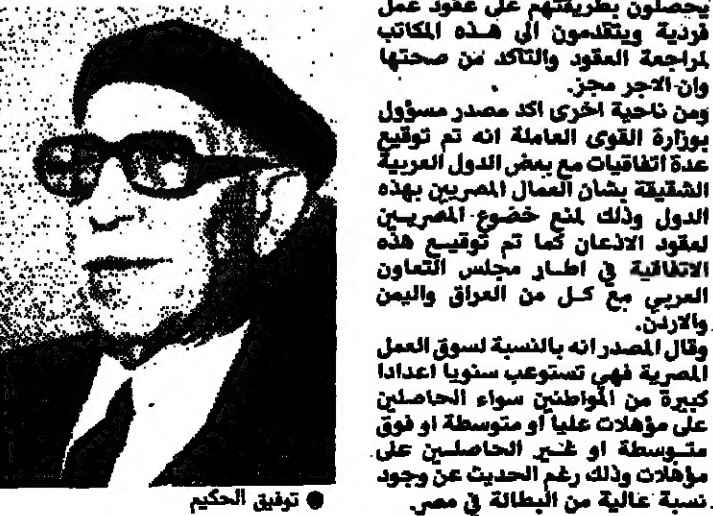 يحصلون بطريقتهم على عقود عمل
فردية ويتقدمون الى هذه المكاتب
لمراجعة العقود والتاكد من صحتها
وان الاجر مجز.
ومن ناحية اخرى اكد مصدر مسؤول
بوزارة القوى العاملة انه تم توقيع
عدة اتفاقيات مع بعض الدول العربية
الشقيقة بشان العمال المصريين بهذه
الدول وذلك لمنع خضوع المصريين
لعقود الاذعان كما تم توقيع هذه
الاتفاقية في اطار مجلس التعاون
العربي مع كل من العراق واليمن
والاردن.
وقال المصدر انه بالنسبة لسوق العمل
المصرية فهي تستوعب سنويا اعدادا
كبيرة من المواطنين سواء الحاصلين
على مؤهلات عليا او متوسطة او فوق
متوسطة او غير الحاصلين على
مؤهلات وذلك رغم الحديث عن وجود
نسبة عالية من البطالة في مصر.
● توفيق الحكيم